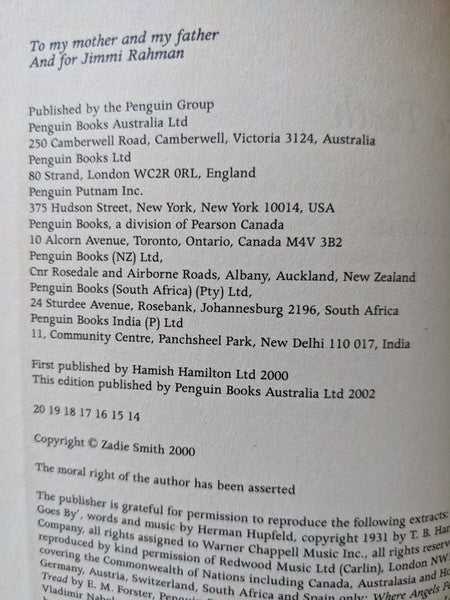 To my mother and my father
And for Jimmi Rahman
Published by the Penguin Group
Penguin Books Australia Ltd
250 Camberwell Road, Camberwell, Victoria 3124, Australia
Penguin Books Ltd
80 Strand, London WC2R 0RL, England
Penguin Putnam Inc.
375 Hudson Street, New York, New York 10014, USA
Penguin Books, a division of Pearson Canada
10 Alcorn Avenue, Toronto, Ontario, Canada M4V 3B2
Penguin Books (NZ) Ltd,
Cnr Rosedale and Airborne Roads, Albany, Auckland, New Zealand
Penguin Books (South Africa) (Pty) Ltd,
24 Sturdee Avenue, Rosebank, Johannesburg 2196, South Africa
Penguin Books India (P) Ltd
11, Community Centre, Panchsheel Park, New Delhi 110 017, India
First published by Hamish Hamilton Ltd 2000
This edition published by Penguin Books Australia Ltd 2002
20 19 18 17 16 15 14
Copyright © Zadie Smith 2000
The moral right of the author has been asserted
The publisher is grateful for permission to reproduce the following extracts:
Goes By', words and music by Herman Hupfeld, copyright 1931 by T. B. Har
Company, all rights assigned to Warner Chappell Music Inc., all rights reserv
reproduced by kind permission of Redwood Music Ltd (Carlin), London NW1
covering the Commonwealth of Nations including Canada, Australasia and Ho
Germany, Austria, Switzerland, South Africa and Spain only; Where Angels Fe
Tread by E. M. Forster, Penguin
Vladimir